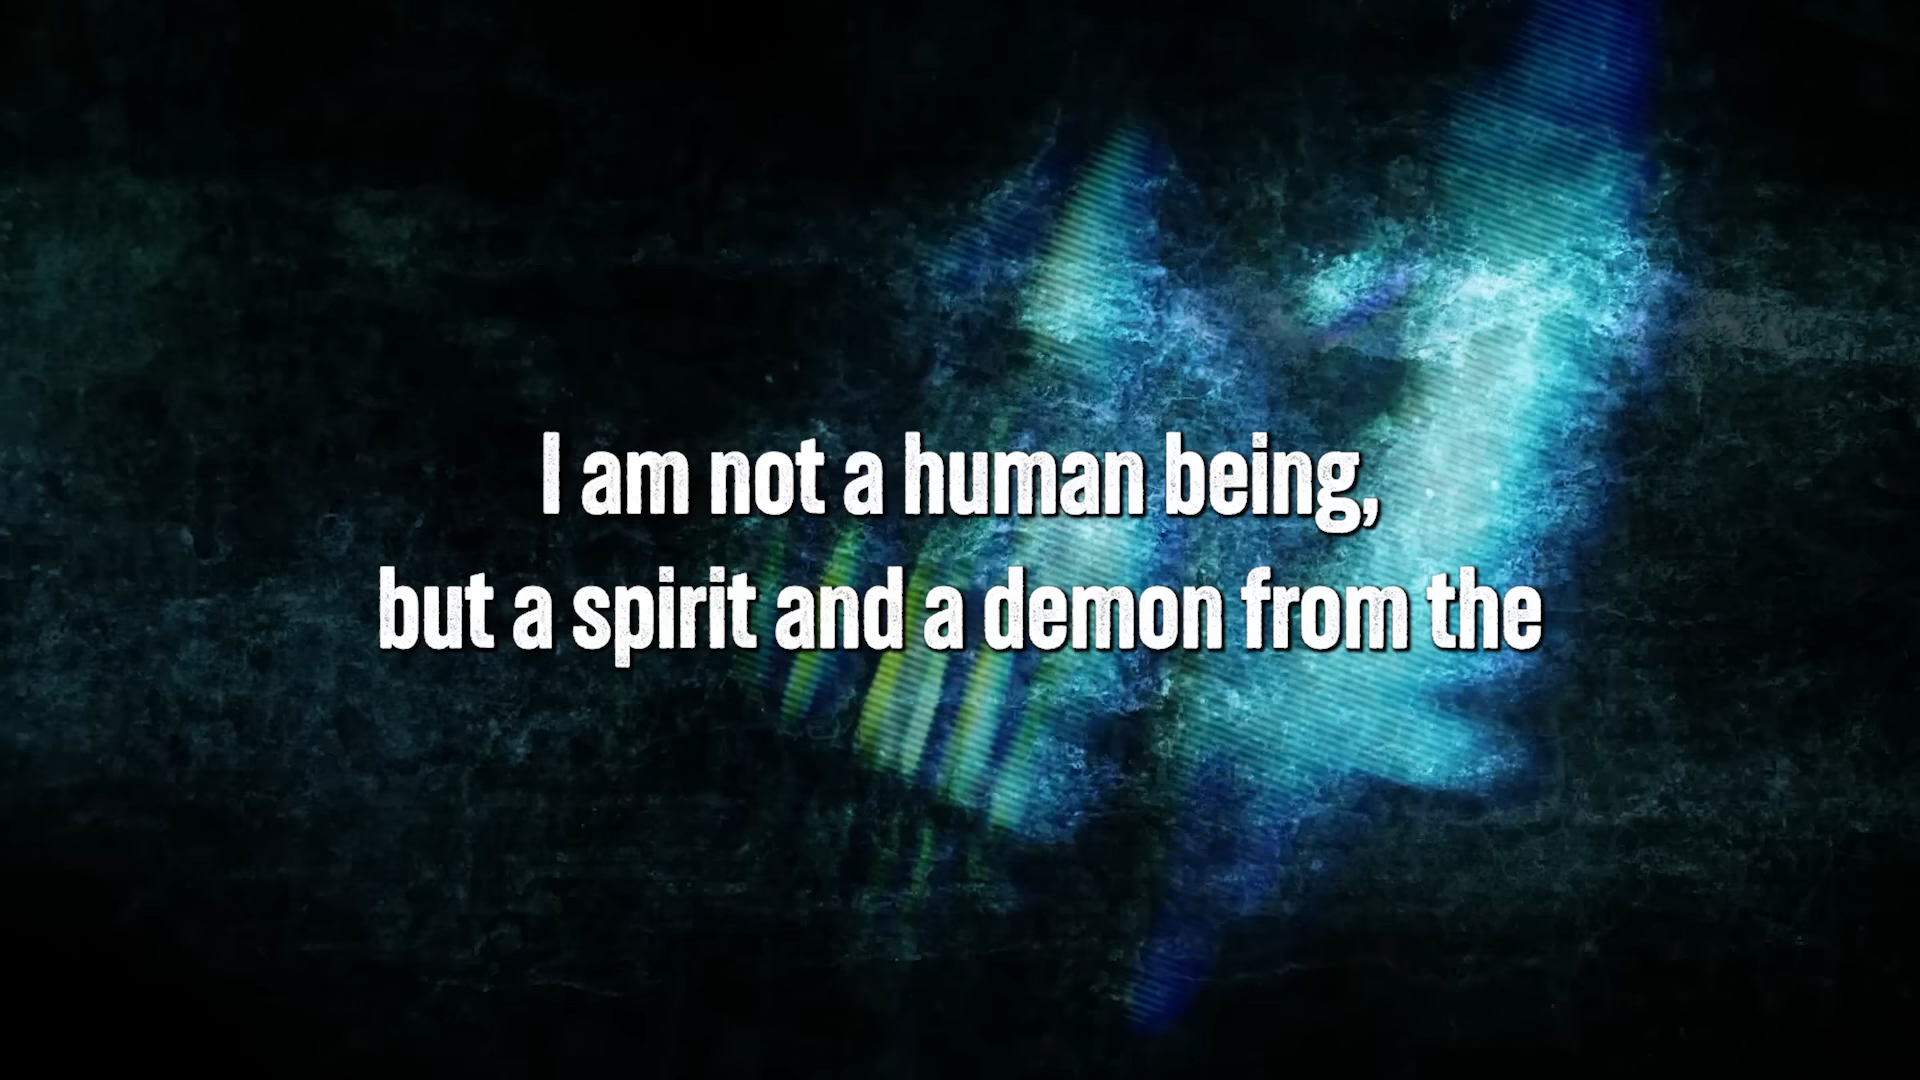 I am not a human being,
but a spirit and a demon from the